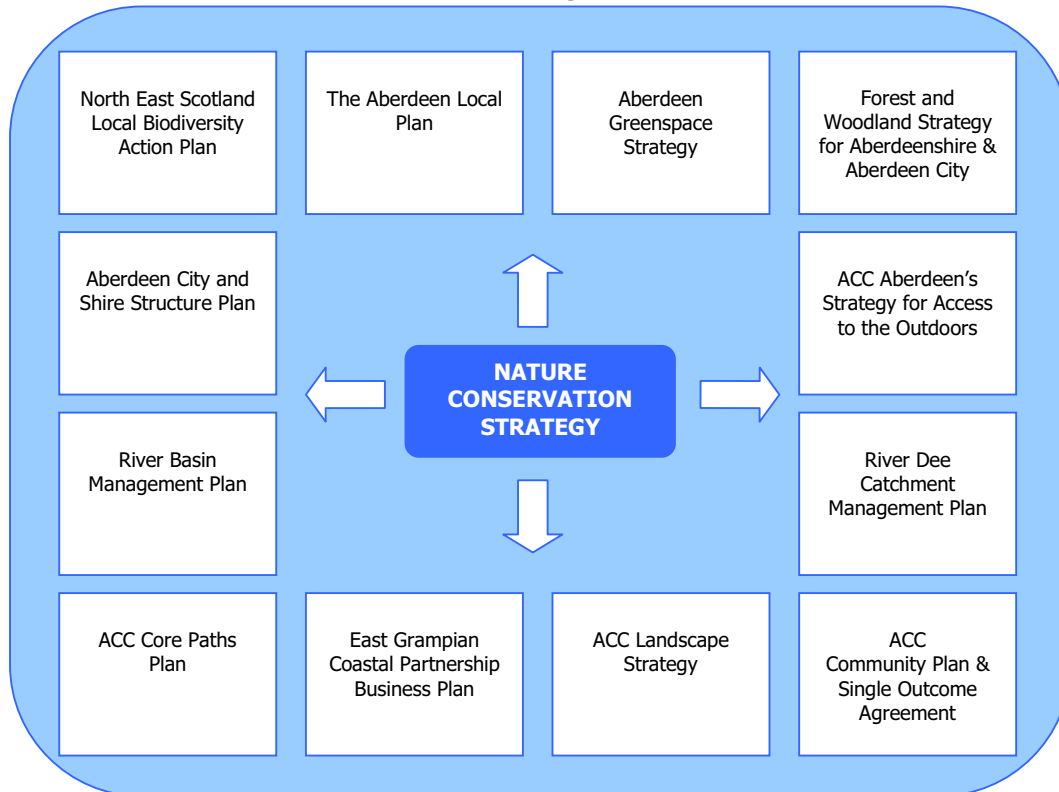 North East Scotland
Local Biodiversity
Action Plan
The Aberdeen Local
Plan
Aberdeen
Greenspace
Strategy
Forest and
Woodland Strategy
for Aberdeenshire &
Aberdeen City
Aberdeen City and
Shire Structure Plan
ACC Aberdeen’s
Strategy for Access
to the Outdoors
NATURE
CONSERVATION
STRATEGY
River Basin
Management Plan
River Dee
Catchment
Management Plan
ACC Core Paths
Plan
East Grampian
Coastal Partnership
Business Plan
ACC Landscape
Strategy
ACC
Community Plan &
Single Outcome
Agreement